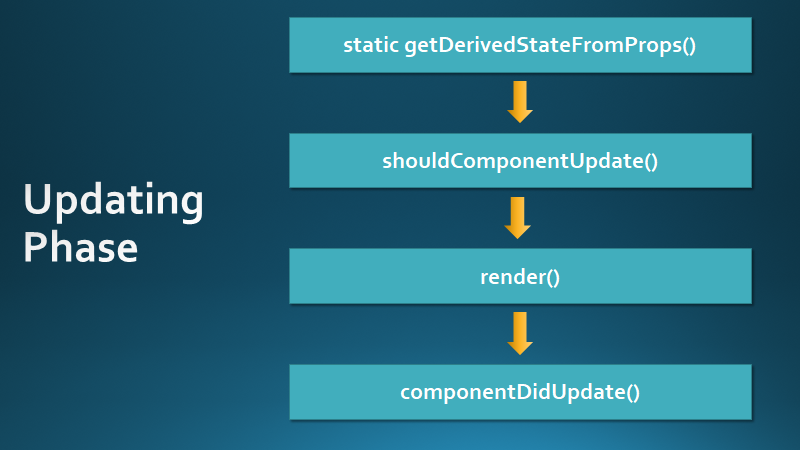 Updating
Phase
static getDerivedStateFromProps()
shouldComponentUpdate()
render()
componentDidUpdate()